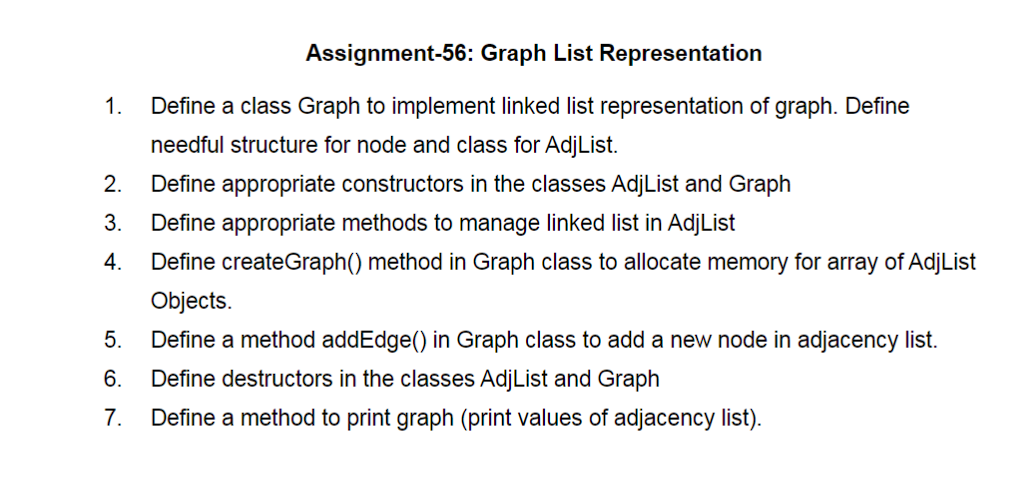 Assignment-56: Graph List Representation
1. Define a class Graph to implement linked list representation of graph. Define
needful structure for node and class for AdjList.
2. Define appropriate constructors in the classes AdjList and Graph
3. Define appropriate methods to manage linked list in AdjList
4. Define createGraph() method in Graph class to allocate memory for array of AdjList
Objects.
5. Define a method addEdge() in Graph class to add a new node in adjacency list.
6. Define destructors in the classes AdjList and Graph
7. Define a method to print graph (print values of adjacency list).